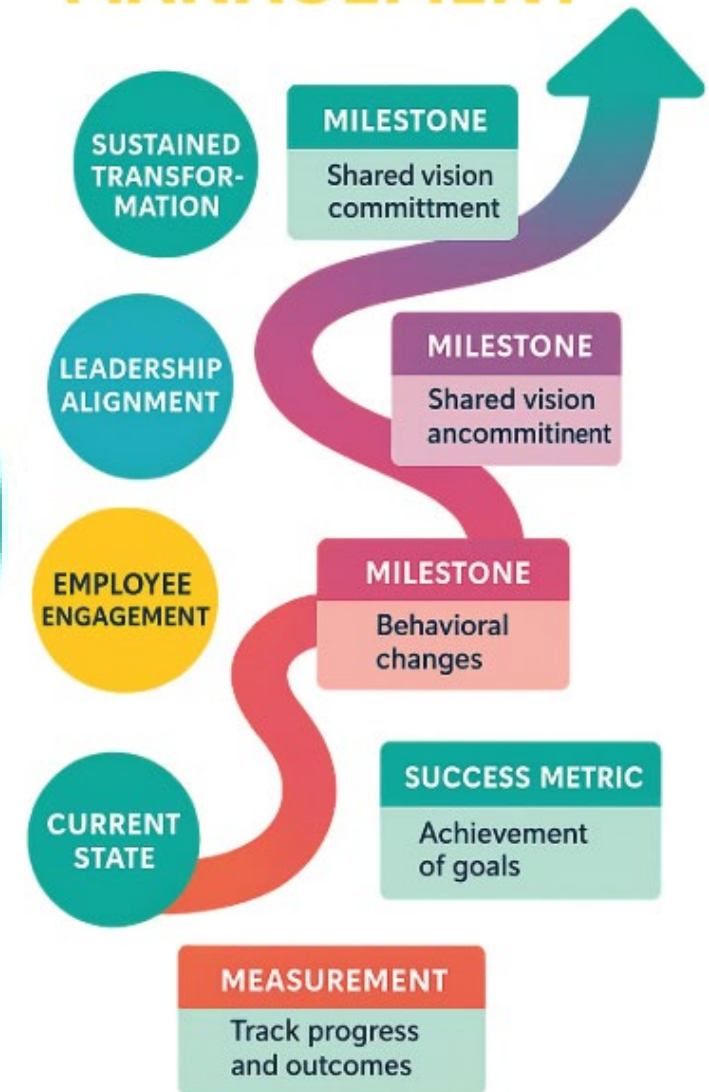 MANAGEMENT
SUSTAINED
TRANSFOR-
MATION
MILESTONE
Shared vision
committment
LEADERSHIP
ALIGNMENT
MILESTONE
Shared vision
ancommitinent
EMPLOYEE
ENGAGEMENT
MILESTONE
Behavioral
changes
CURRENT
STATE
SUCCESS METRIC
Achievement
of goals
MEASUREMENT
Track progress
and outcomes